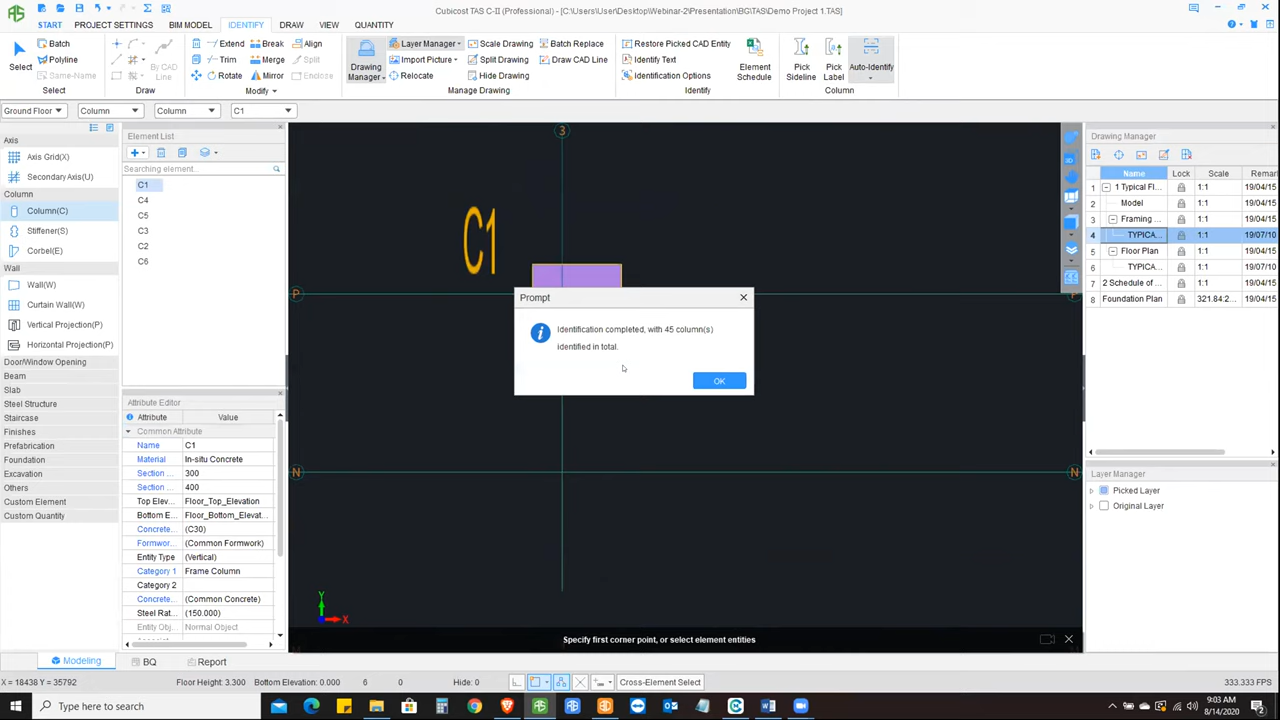 Cubicost TAS C-II (Professional) - [C:\Users\User\Desktop\Webinar-2\Presentation\BG\TAS\Demo Project 1.TAS]
START PROJECT SETTINGS BIM MODEL IDENTIFY DRAW VIEW QUANTITY
Batch Extend Break Align Layer Manager Scale Drawing Batch Replace Restore Picked CAD Entity
Polyline Trim Merge Split Import Picture Split Drawing Draw CAD Line Identify Text
Select Same-Name By CAD Line Rotate Mirror Enclose Drawing Manager Relocate Hide Drawing Identification Options Element Schedule Pick Sideline Pick Label Auto-Identify
Select Draw Modify Manage Drawing Identify Column
Ground Floor Column Column C1
Axis
Axis Grid(X)
Secondary Axis(U)
Column
Column(C)
Stiffener(S)
Corbel(E)
Wall
Wall(W)
Curtain Wall(W)
Vertical Projection(P)
Horizontal Projection(P)
Door/Window Opening
Beam
Slab
Steel Structure
Staircase
Finishes
Prefabrication
Foundation
Excavation
Others
Custom Element
Custom Quantity
Element List
Searching element...
C1
C4
C5
C3
C2
C6
Attribute Editor
Attribute Value
Common Attribute
Name C1
Material In-situ Concrete
Section ... 300
Section ... 400
Top Elev... Floor_Top_Elevation
Bottom E... Floor_Bottom_Elevat...
Concrete... (C30)
Formwor... (Common Formwork)
Entity Type (Vertical)
Category 1 Frame Column
Category 2
Concrete... (Common Concrete)
Steel Rat... (150.000)
Entity Obj... Normal Object
3
C1
P
N
N
Prompt
Identification completed, with 45 column(s)
identified in total.
OK
Y
X
Specify first corner point, or select element entities
Drawing Manager
Name Lock Scale Remar
1 1 Typical Fl... 1:1 19/04/15
2 Model 1:1 19/04/15
3 Framing ... 1:1 19/04/15
4 TYPICA... 1:1 19/07/10
5 Floor Plan 1:1 19/04/15
6 TYPICA... 1:1 19/07/10
7 2 Schedule of... 1:1 19/04/15
8 Foundation Plan 321.84:2... 19/04/15
Layer Manager
Picked Layer
Original Layer
Modeling BQ Report
X = 18438 Y = 35792 Floor Height: 3.300 Bottom Elevation: 0.000 6 0 Hide: 0 Cross-Element Select 333.333 FPS
Type here to search
9:03 AM
8/14/2020